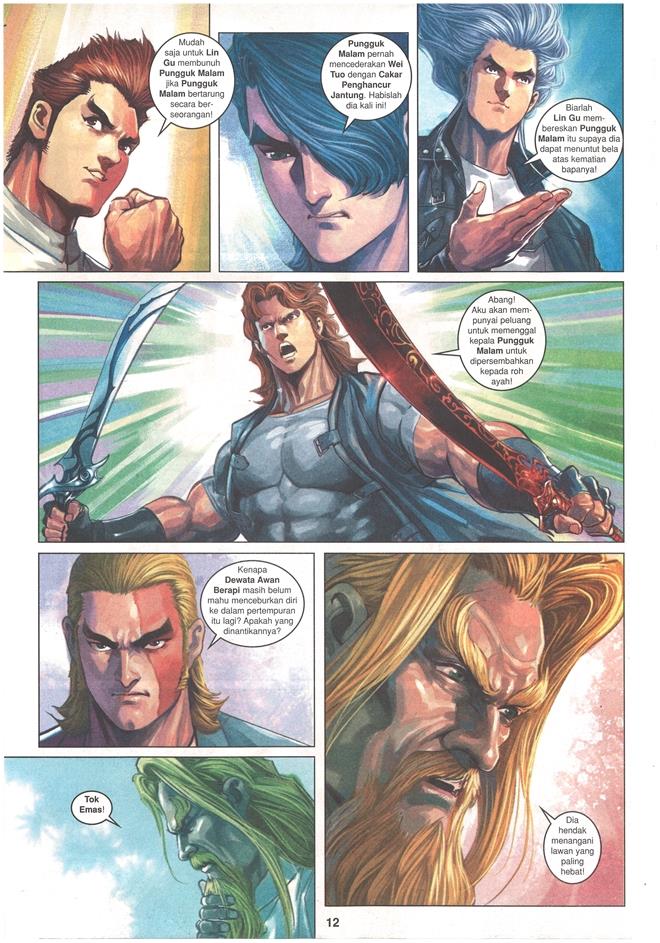 Mudah
saja untuk Lin
Gu membunuh
Pungguk Malam
jika Pungguk
Malam bertarung
secara ber-
seorangan!
Pungguk
Malam pernah
mencederakan Wei
Tuo dengan Cakar
Penghancur
Jantung. Habislah
dia kali ini!
Biarlah
Lin Gu mem-
bereskan Pungguk
Malam itu supaya dia
dapat menuntut bela
atas kematian
bapanya!
Abang!
Aku akan mem-
punyai peluang
untuk memenggal
kepala Pungguk
Malam untuk
dipersembahkan
kepada roh
ayah!
Kenapa
Dewata Awan
Berapi masih belum
mahu menceburkan diri
ke dalam pertempuran
itu lagi? Apakah yang
dinantikannya?
Tok
Emas!
Dia
hendak
menangani
lawan yang
paling
hebat!
12